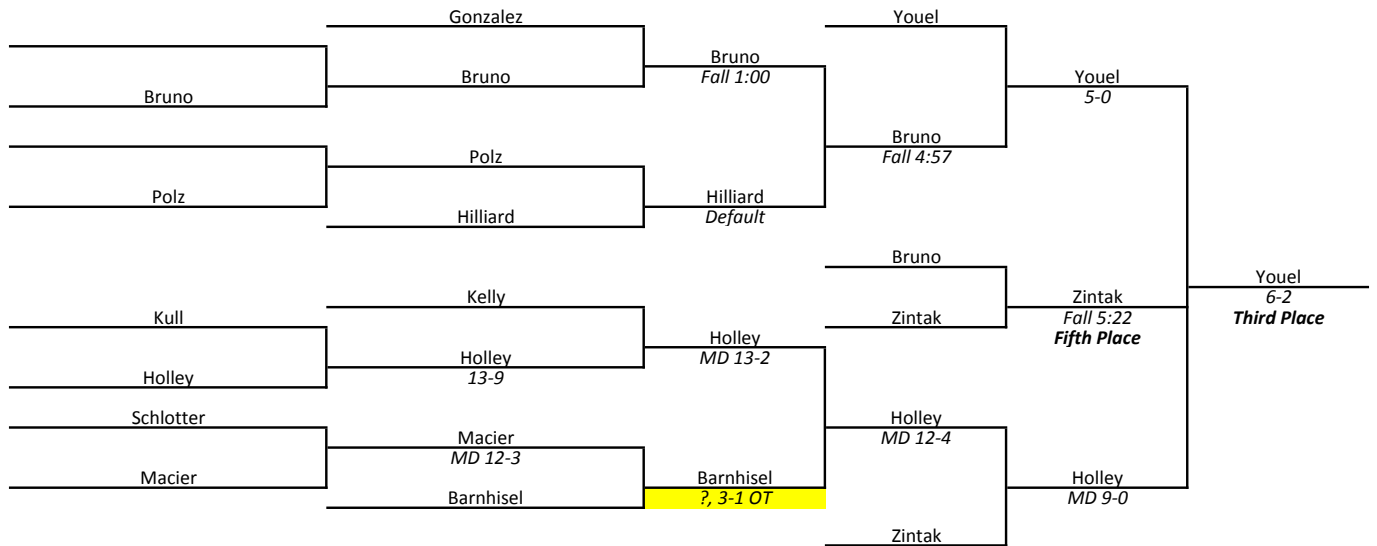 Gonzalez
Youel
Bruno
Fall 1:00
Bruno
Youel
5-0
Bruno
Bruno
Fall 4:57
Polz
Polz
Hilliard
Default
Hilliard
Bruno
Youel
6-2
Third Place
Kelly
Zintak
Fall 5:22
Fifth Place
Kull
Zintak
Holley
MD 13-2
Holley
13-9
Holley
Schlotter
Holley
MD 12-4
Macier
MD 12-3
Macier
Barnhisel
?, 3-1 OT
Holley
MD 9-0
Barnhisel
Zintak